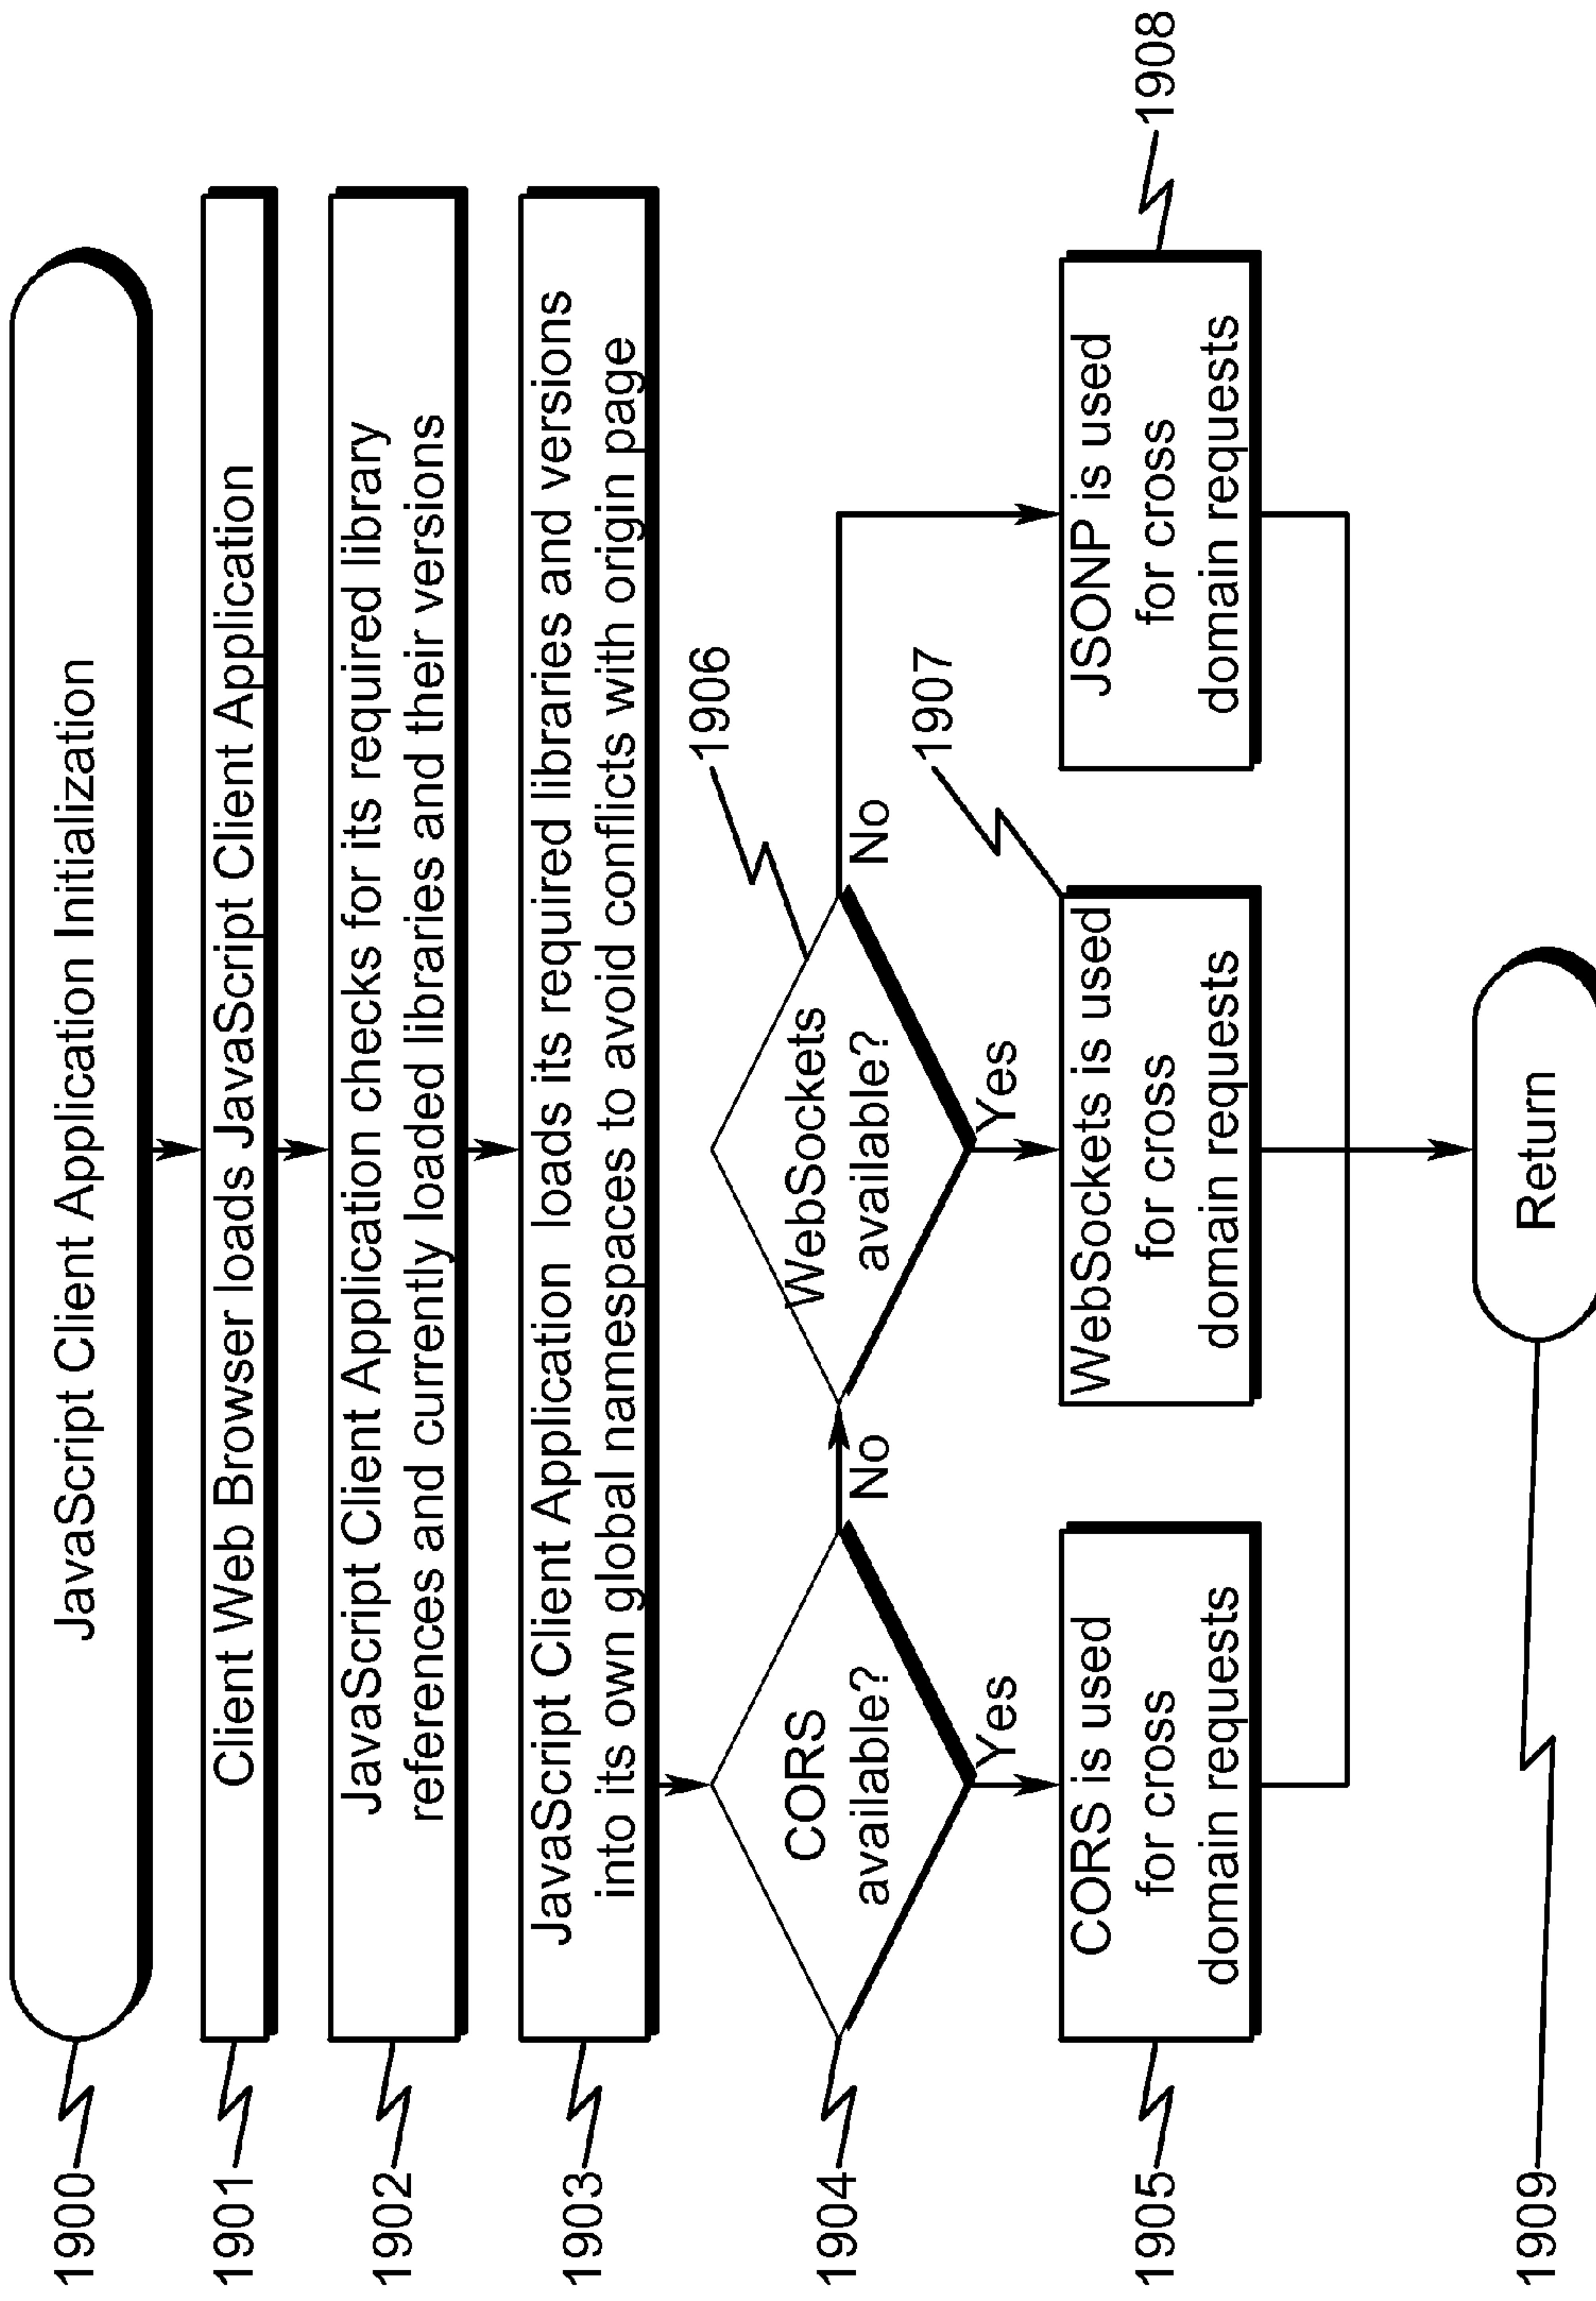 1900
JavaScript Client Application Initialization
1901
Client Web Browser loads JavaScript Client Application
1902
JavaScript Client Application checks for its required library
references and currently loaded libraries and their versions
1903
JavaScript Client Application loads its required libraries and versions
into its own global namespaces to avoid conflicts with origin page
1904
CORS
available?
No
Yes
1906
WebSockets
available?
No
Yes
1905
CORS is used
for cross
domain requests
1907
WebSockets is used
for cross
domain requests
1908
JSONP is used
for cross
domain requests
1909
Return